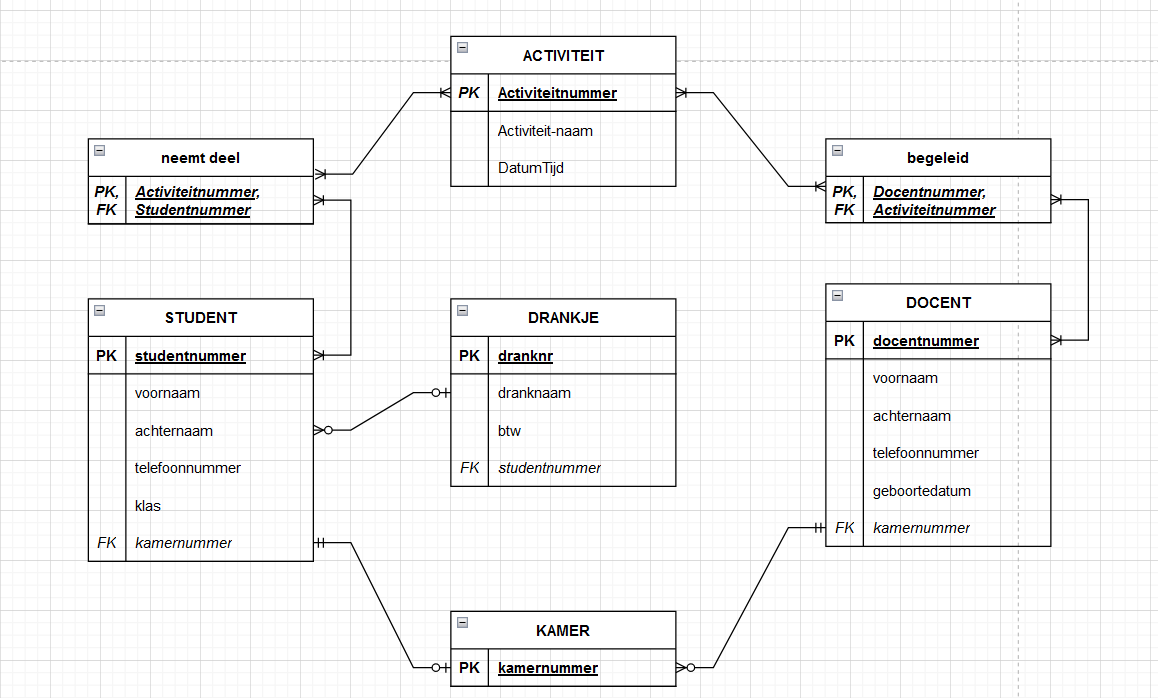 ACTIVITEIT
PK Activiteitnummer
Activiteit-naam
DatumTijd
neemt deel
PK, Activiteitnummer,
FK Studentnummer
begeleid
PK, Docentnummer,
FK Activiteitnummer
STUDENT
PK studentnummer
voornaam
achternaam
telefoonnummer
klas
FK kamernummer
DRANKJE
PK dranknr
dranknaam
btw
FK studentnummer
DOCENT
PK docentnummer
voornaam
achternaam
telefoonnummer
geboortedatum
FK kamernummer
KAMER
PK kamernummer